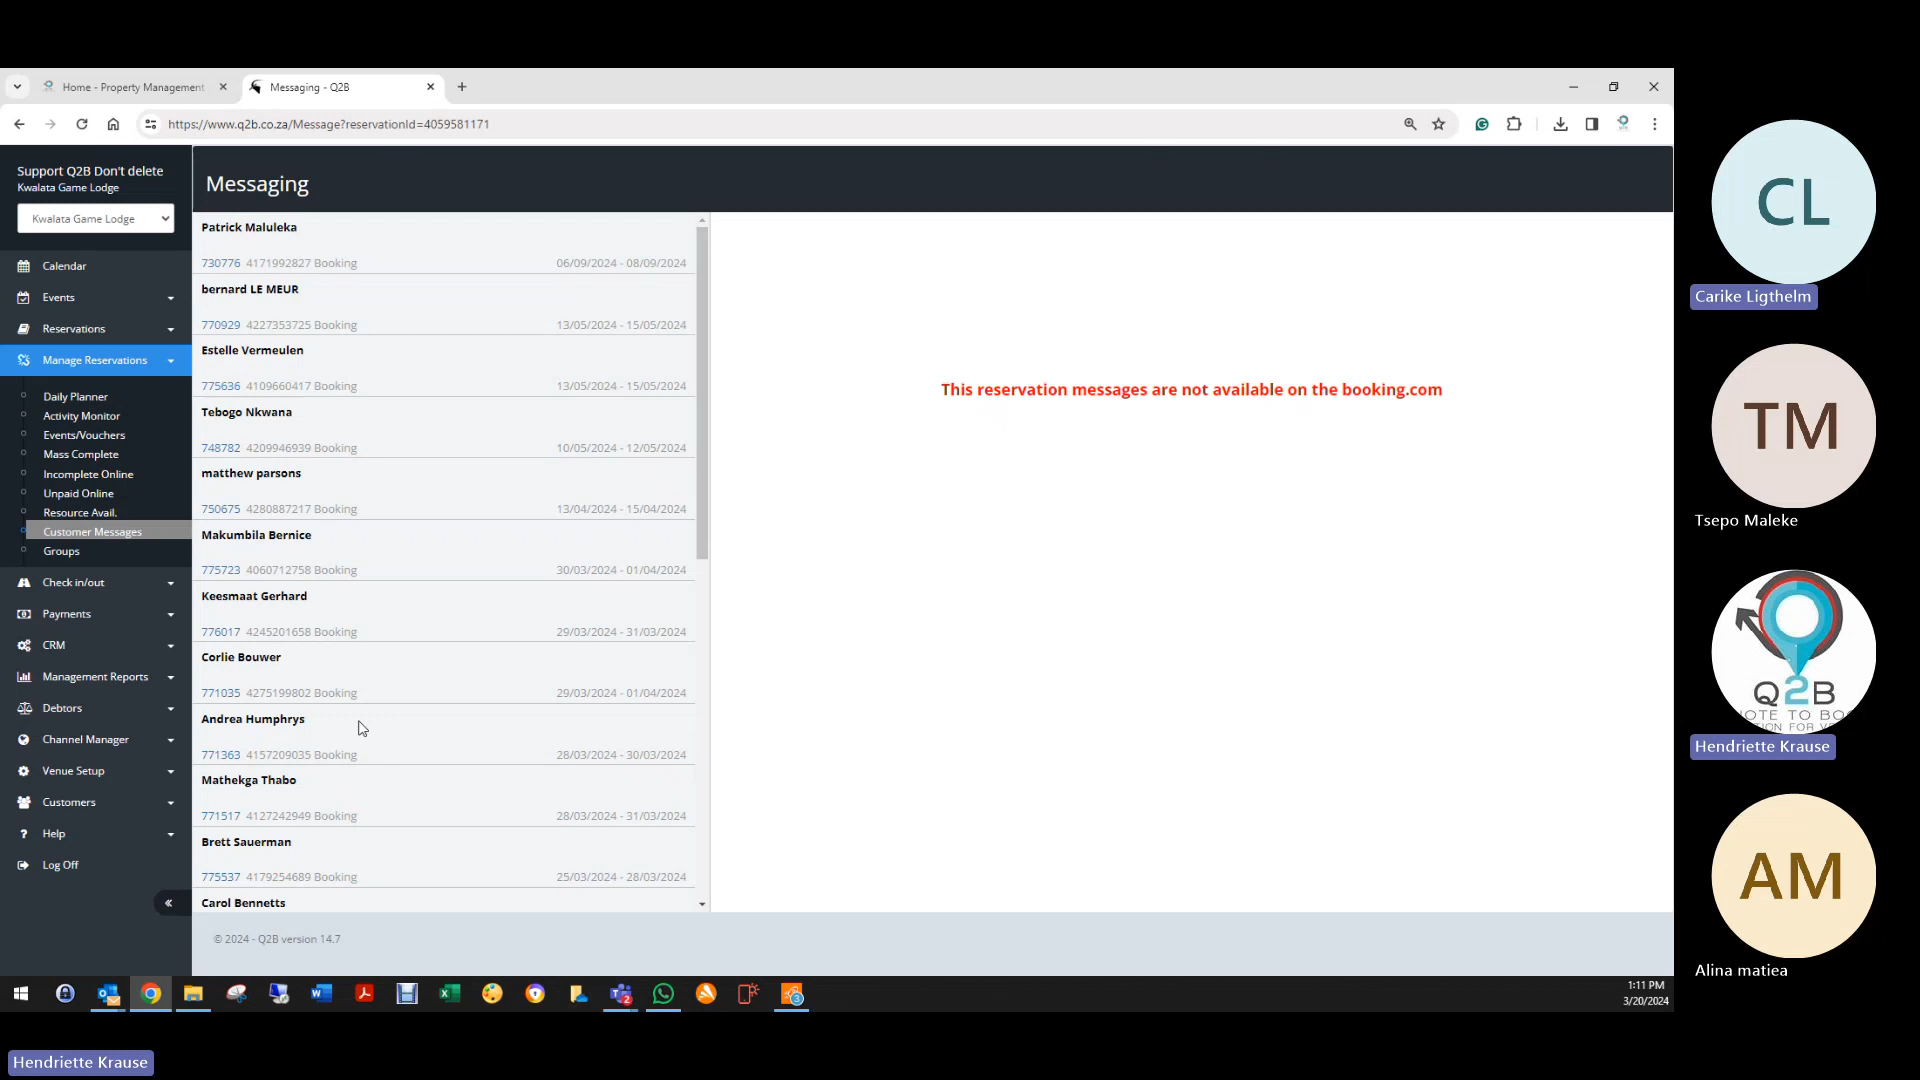 Home - Property Management
Messaging - Q2B
https://www.q2b.co.za/Message?reservationId=4059581171
Support Q2B Don't delete
Kwalata Game Lodge
Kwalata Game Lodge
Calendar
Events
Reservations
Manage Reservations
Daily Planner
Activity Monitor
Events/Vouchers
Mass Complete
Incomplete Online
Unpaid Online
Resource Avail.
Customer Messages
Groups
Check in/out
Payments
CRM
Management Reports
Debtors
Channel Manager
Venue Setup
Customers
Help
Log Off
Messaging
Patrick Maluleka
730776 4171992827 Booking 06/09/2024 - 08/09/2024
bernard LE MEUR
770929 4227353725 Booking 13/05/2024 - 15/05/2024
Estelle Vermeulen
775636 4109660417 Booking 13/05/2024 - 15/05/2024
Tebogo Nkwana
748782 4209946939 Booking 10/05/2024 - 12/05/2024
matthew parsons
750675 4280887217 Booking 13/04/2024 - 15/04/2024
Makumbila Bernice
775723 4060712758 Booking 30/03/2024 - 01/04/2024
Keesmaat Gerhard
776017 4245201658 Booking 29/03/2024 - 31/03/2024
Corlie Bouwer
771035 4275199802 Booking 29/03/2024 - 01/04/2024
Andrea Humphrys
771363 4157209035 Booking 28/03/2024 - 30/03/2024
Mathekga Thabo
771517 4127242949 Booking 28/03/2024 - 31/03/2024
Brett Sauerman
775537 4179254689 Booking 25/03/2024 - 28/03/2024
Carol Bennetts
This reservation messages are not available on the booking.com
© 2024 - Q2B version 14.7
1:11 PM
3/20/2024
CL
Carike Ligthelm
TM
Tsepo Maleke
Q2B
Hendriette Krause
AM
Alina matiea
Hendriette Krause